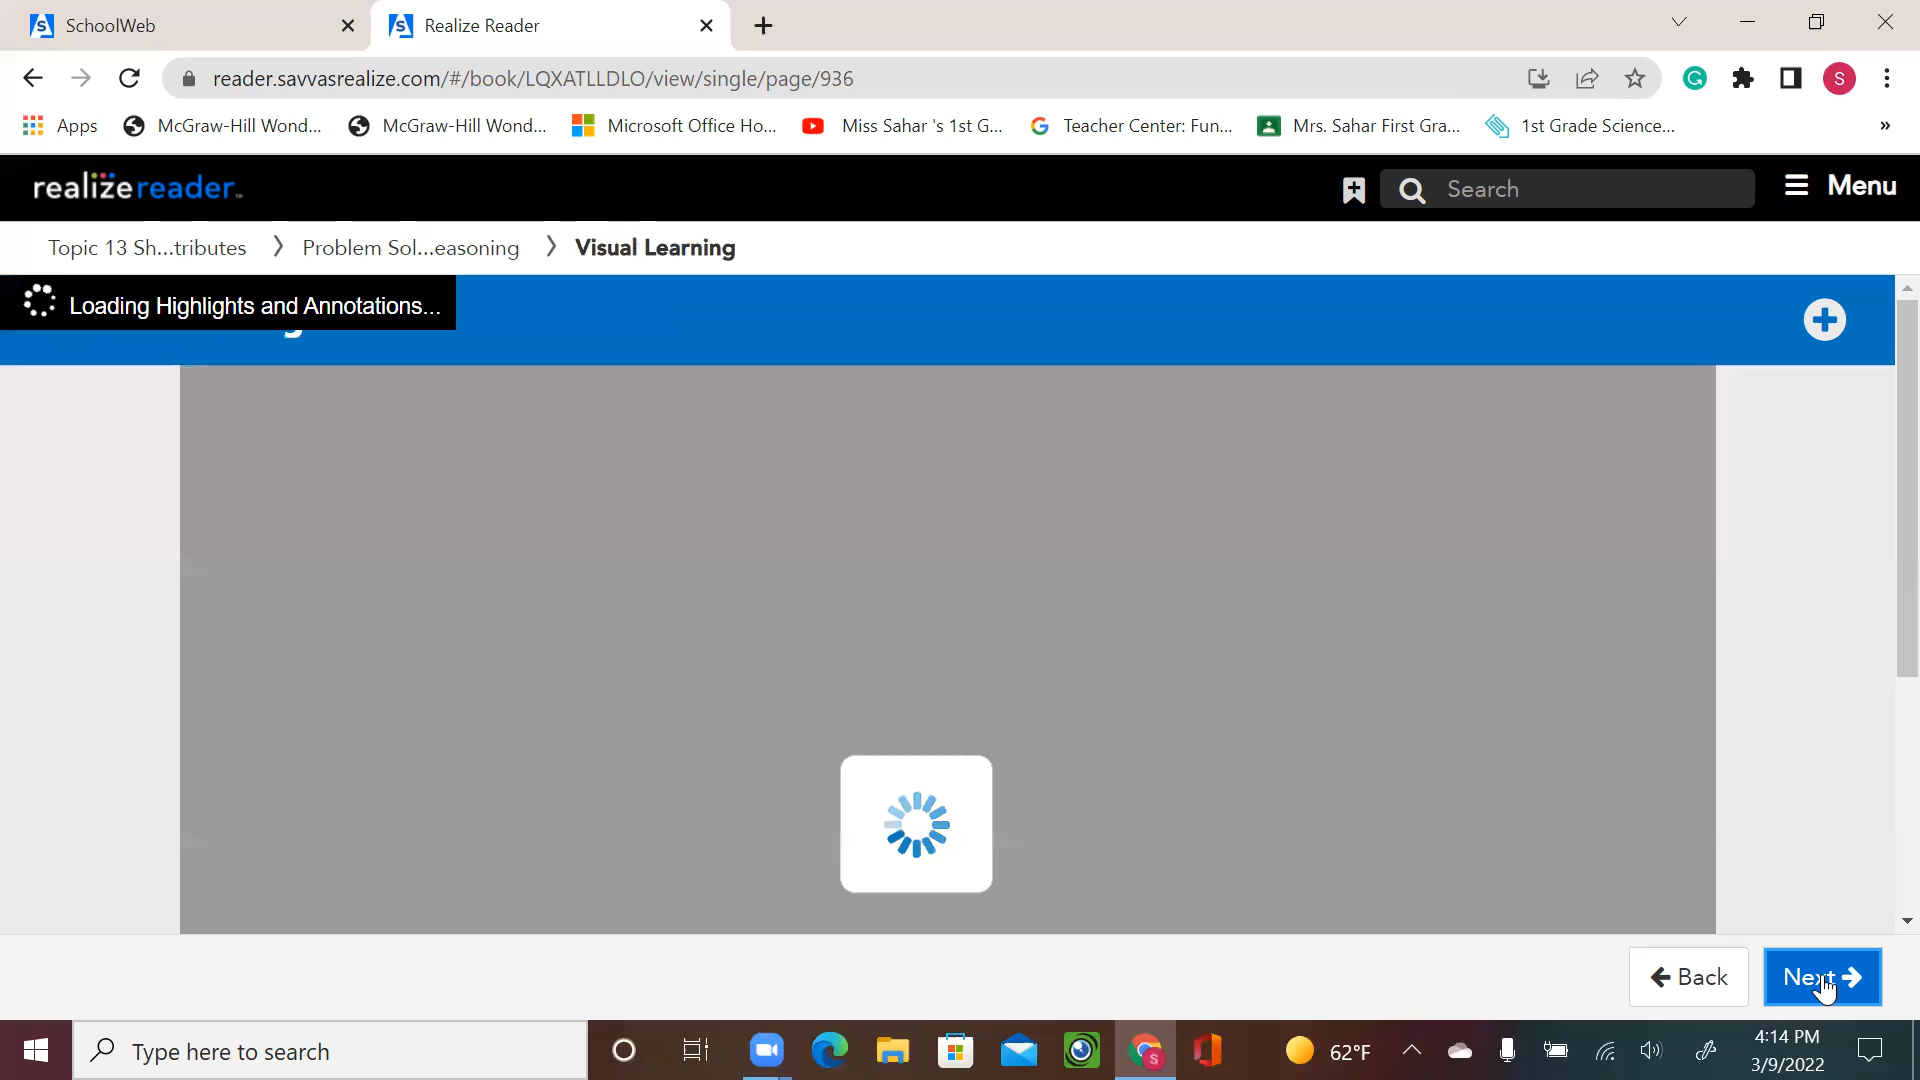 SchoolWeb
Realize Reader
reader.savvasrealize.com/#/book/LQXATLLDLO/view/single/page/936
S
Apps
McGraw-Hill Wond...
McGraw-Hill Wond...
Microsoft Office Ho...
Miss Sahar 's 1st G...
Teacher Center: Fun...
Mrs. Sahar First Gra...
1st Grade Science...
»
realizereader™
Search
Menu
Topic 13 Sh...tributes
Problem Sol...easoning
Visual Learning
Loading Highlights and Annotations...
Back
Next
Type here to search
S
62°F
4:14 PM
3/9/2022